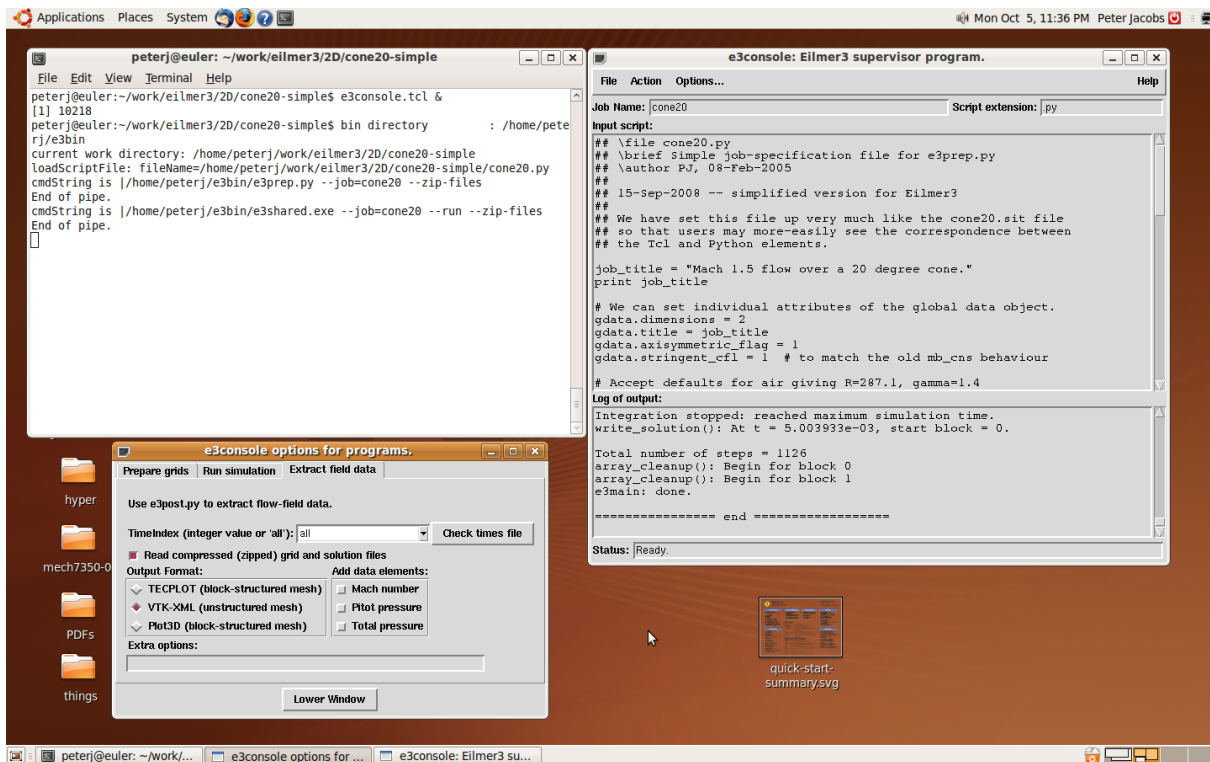 Applications Places System
Mon Oct 5, 11:36 PM Peter Jacobs
peterj@euler: ~/work/eilmer3/2D/cone20-simple
File Edit View Terminal Help
peterj@euler:~/work/eilmer3/2D/cone20-simple$ e3console.tcl &
[1] 10218
peterj@euler:~/work/eilmer3/2D/cone20-simple$ bin directory : /home/pete
rj/e3bin
current work directory: /home/peterj/work/eilmer3/2D/cone20-simple
loadScriptFile: fileName=/home/peterj/work/eilmer3/2D/cone20-simple/cone20.py
cmdString is |/home/peterj/e3bin/e3prep.py --job=cone20 --zip-files
End of pipe.
cmdString is |/home/peterj/e3bin/e3shared.exe --job=cone20 --run --zip-files
End of pipe.
e3console: Eilmer3 supervisor program.
File Action Options... Help
Job Name: cone20 Script extension: .py
Input script:
## \file cone20.py
## \brief Simple job-specification file for e3prep.py
## \author PJ, 08-Feb-2005
##
## 15-Sep-2008 -- simplified version for Eilmer3
##
## We have set this file up very much like the cone20.sit file
## so that users may more-easily see the correspondence between
## the Tcl and Python elements.
job_title = "Mach 1.5 flow over a 20 degree cone."
print job_title
# We can set individual attributes of the global data object.
gdata.dimensions = 2
gdata.title = job_title
gdata.axisymmetric_flag = 1
gdata.stringent_cfl = 1 # to match the old mb_cns behaviour
# Accept defaults for air giving R=287.1, gamma=1.4
Log of output:
Integration stopped: reached maximum simulation time.
write_solution(): At t = 5.003933e-03, start block = 0.
Total number of steps = 1126
array_cleanup(): Begin for block 0
array_cleanup(): Begin for block 1
e3main: done.
================ end ==================
Status: Ready.
e3console options for programs.
Prepare grids Run simulation Extract field data
Use e3post.py to extract flow-field data.
TimeIndex (integer value or 'all'): all Check times file
Read compressed (zipped) grid and solution files
Output Format: Add data elements:
TECPLOT (block-structured mesh) Mach number
VTK-XML (unstructured mesh) Pitot pressure
Plot3D (block-structured mesh) Total pressure
Extra options:
Lower Window
hyper
mech7350-0
PDFs
things
quick-start-
summary.svg
peterj@euler: ~/work/... e3console options for ... e3console: Eilmer3 su...